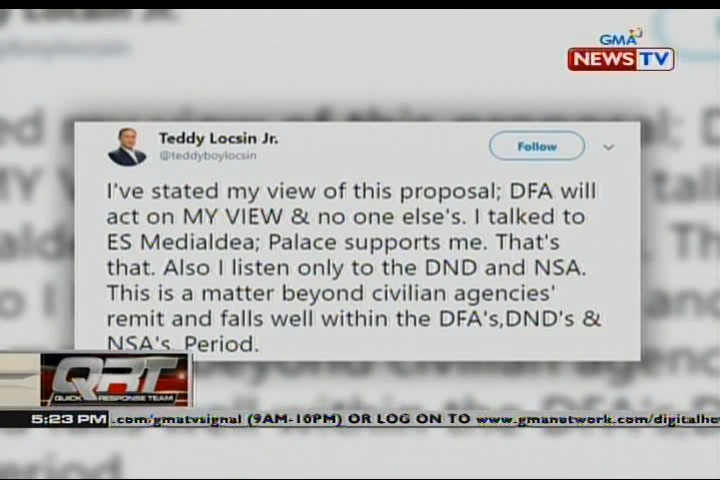 GMA
NEWS TV
Teddy Locsin Jr.
@teddyboylocsin
Follow
I've stated my view of this proposal; DFA will
act on MY VIEW & no one else's. I talked to
ES Medialdea; Palace supports me. That's
that. Also I listen only to the DND and NSA.
This is a matter beyond civilian agencies'
remit and falls well within the DFA's,DND's &
NSA's. Period.
QRT
QUICK RESPONSE TEAM
5:23 PM .com/gmatvsignal (9AM-10PM) OR LOG ON TO www.gmanetwork.com/digitalhe